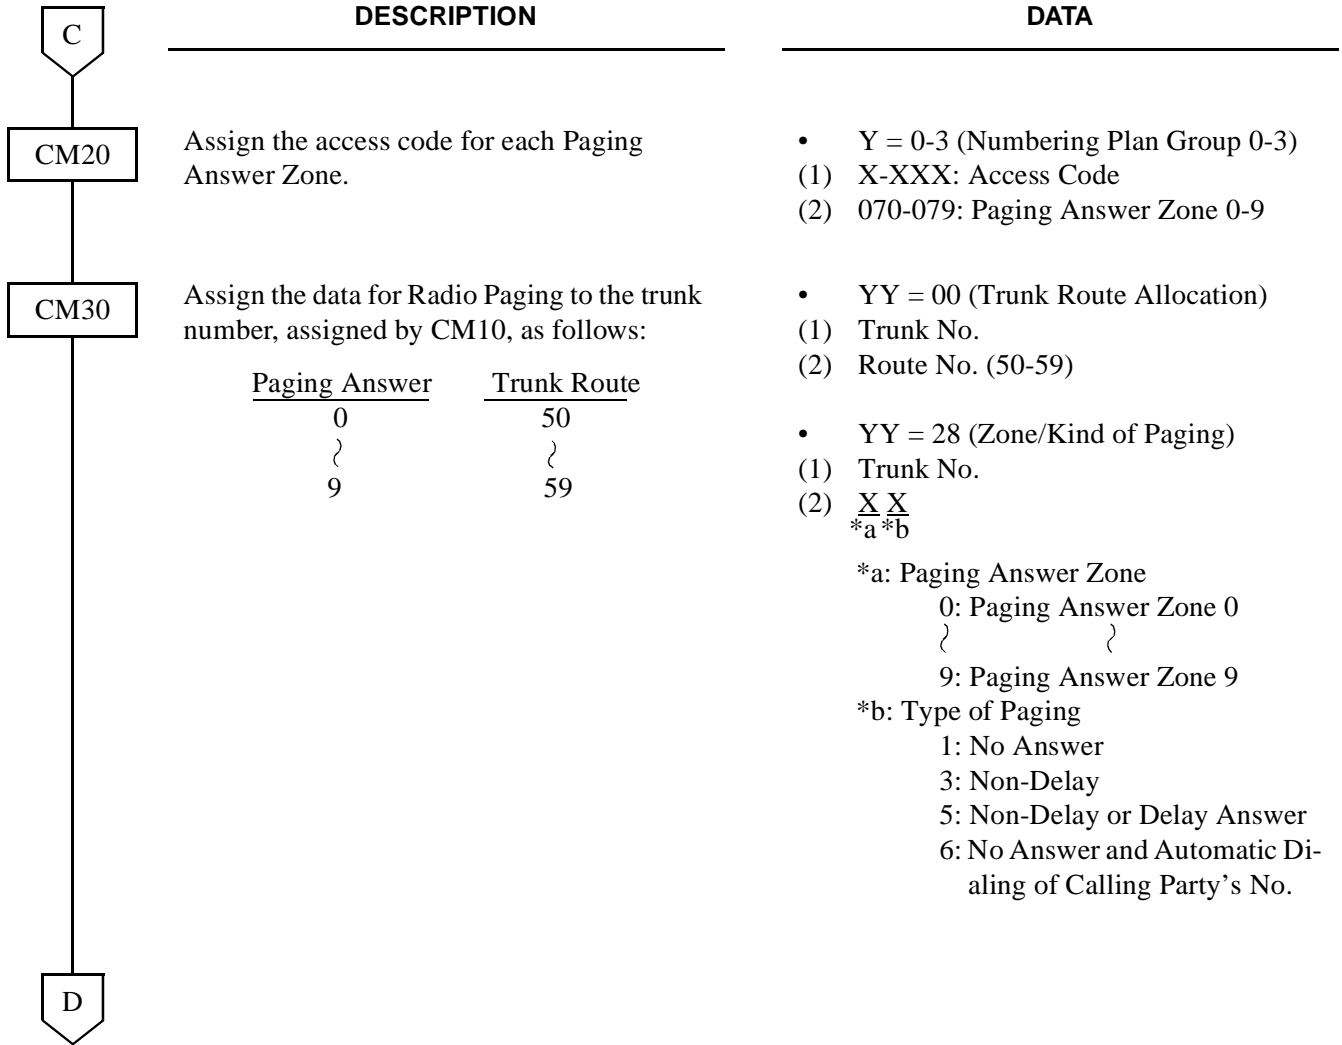 C
DESCRIPTION
DATA
CM20
Assign the access code for each Paging
Answer Zone.
• Y = 0-3 (Numbering Plan Group 0-3)
(1) X-XXX: Access Code
(2) 070-079: Paging Answer Zone 0-9
CM30
Assign the data for Radio Paging to the trunk
number, assigned by CM10, as follows:
Paging Answer Trunk Route
0 50
~ ~
9 59
• YY = 00 (Trunk Route Allocation)
(1) Trunk No.
(2) Route No. (50-59)
• YY = 28 (Zone/Kind of Paging)
(1) Trunk No.
(2) X X
*a *b
*a: Paging Answer Zone
0: Paging Answer Zone 0
~ ~
9: Paging Answer Zone 9
*b: Type of Paging
1: No Answer
3: Non-Delay
5: Non-Delay or Delay Answer
6: No Answer and Automatic Di-
aling of Calling Party’s No.
D